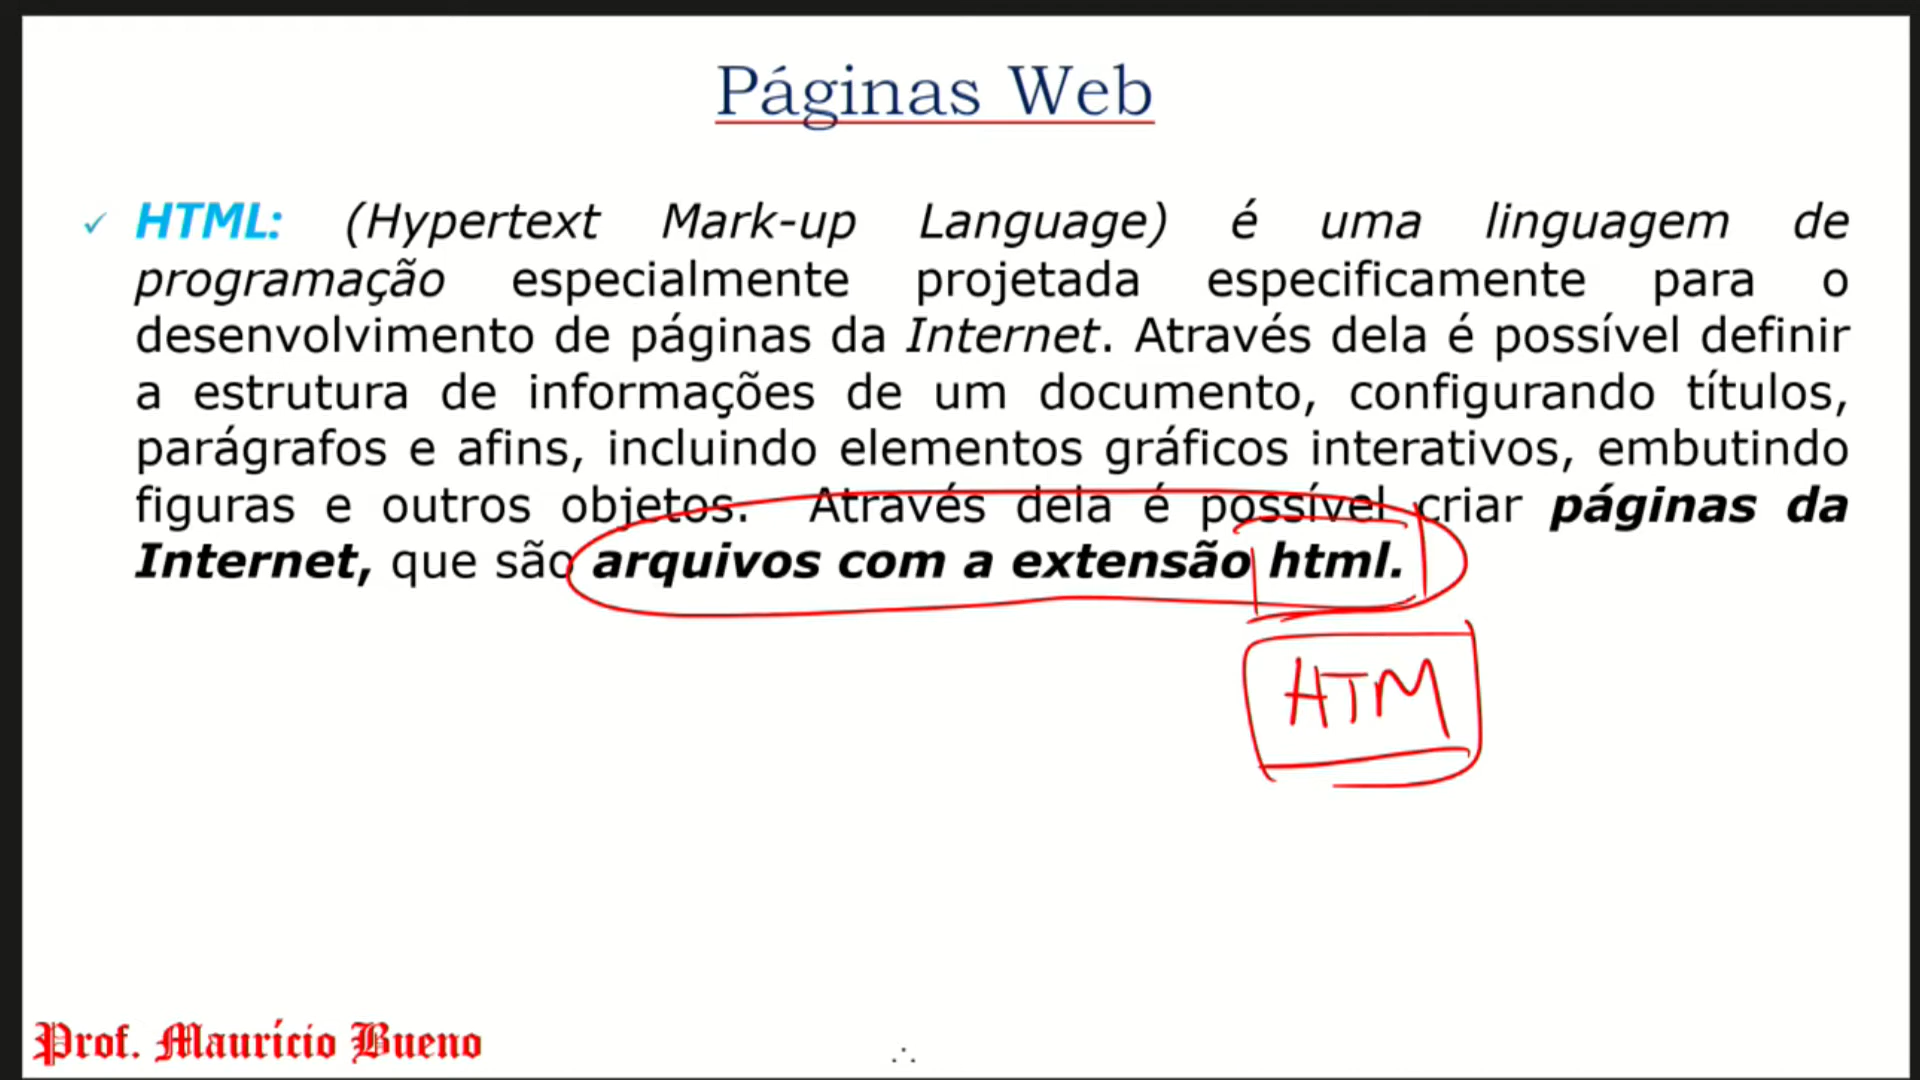 Páginas Web
✓ HTML: (Hypertext Mark-up Language) é uma linguagem de
programação especialmente projetada especificamente para o
desenvolvimento de páginas da Internet. Através dela é possível definir
a estrutura de informações de um documento, configurando títulos,
parágrafos e afins, incluindo elementos gráficos interativos, embutindo
figuras e outros objetos. Através dela é possível criar páginas da
Internet, que são arquivos com a extensão html.
HTM
Prof. Maurício Bueno